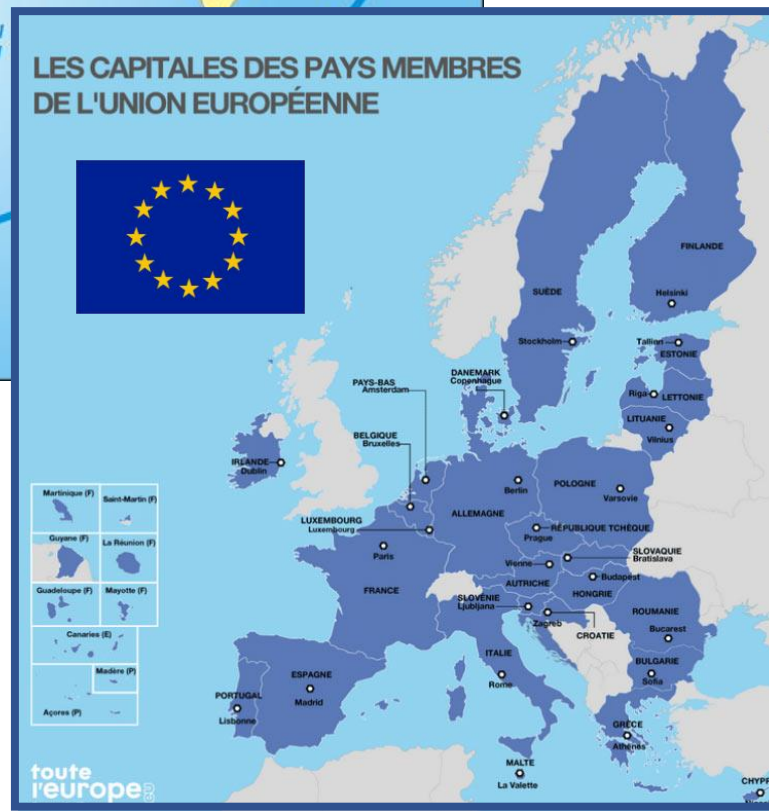 LES CAPITALES DES PAYS MEMBRES
DE L'UNION EUROPÉENNE
FINLANDE
Helsinki
SUÈDE
Stockholm
Tallinn
ESTONIE
DANEMARK
Copenhague
PAYS-BAS
Amsterdam
Riga
LETTONIE
LITUANIE
Vilnius
BELGIQUE
Bruxelles
IRLANDE
Dublin
Berlin
POLOGNE
Varsovie
ALLEMAGNE
LUXEMBOURG
Luxembourg
RÉPUBLIQUE TCHÈQUE
Prague
Paris
SLOVAQUIE
Bratislava
Vienne
AUTRICHE
Budapest
HONGRIE
FRANCE
SLOVÉNIE
Ljubljana
Zagreb
CROATIE
ROUMANIE
Bucarest
ITALIE
Rome
BULGARIE
Sofia
ESPAGNE
Madrid
PORTUGAL
Lisbonne
GRÈCE
Athènes
MALTE
La Valette
CHYPR
Martinique (F)
Saint-Martin (F)
Guyane (F)
La Réunion (F)
Guadeloupe (F)
Mayotte (F)
Canaries (E)
Madère (P)
Açores (P)
toute
l'europe.eu